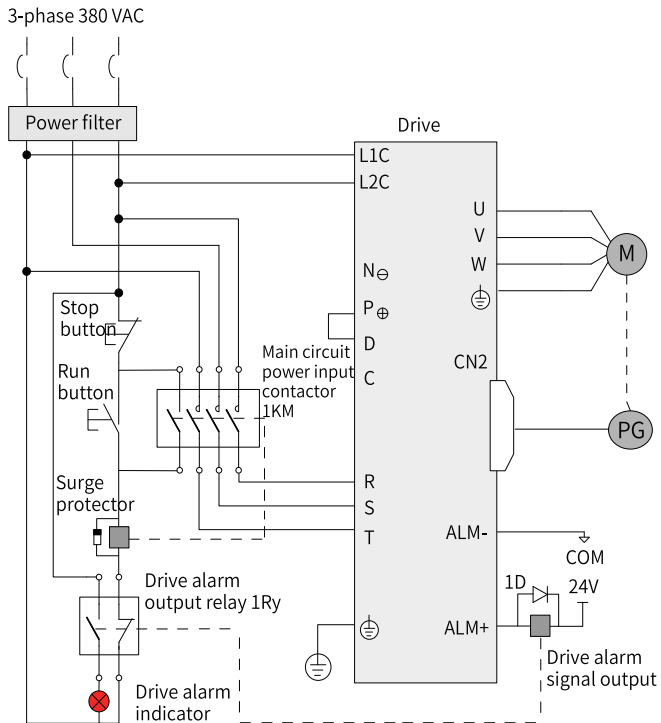 3-phase 380 VAC
Power filter
Drive
L1C
L2C
U
V
W
M
N⊖
P⊕
D
C
CN2
PG
Stop
button
Run
button
Main circuit
power input
contactor
1KM
Surge
protector
R
S
T
ALM-
COM
1D
24V
ALM+
Drive alarm
output relay 1Ry
Drive alarm
signal output
Drive alarm
indicator